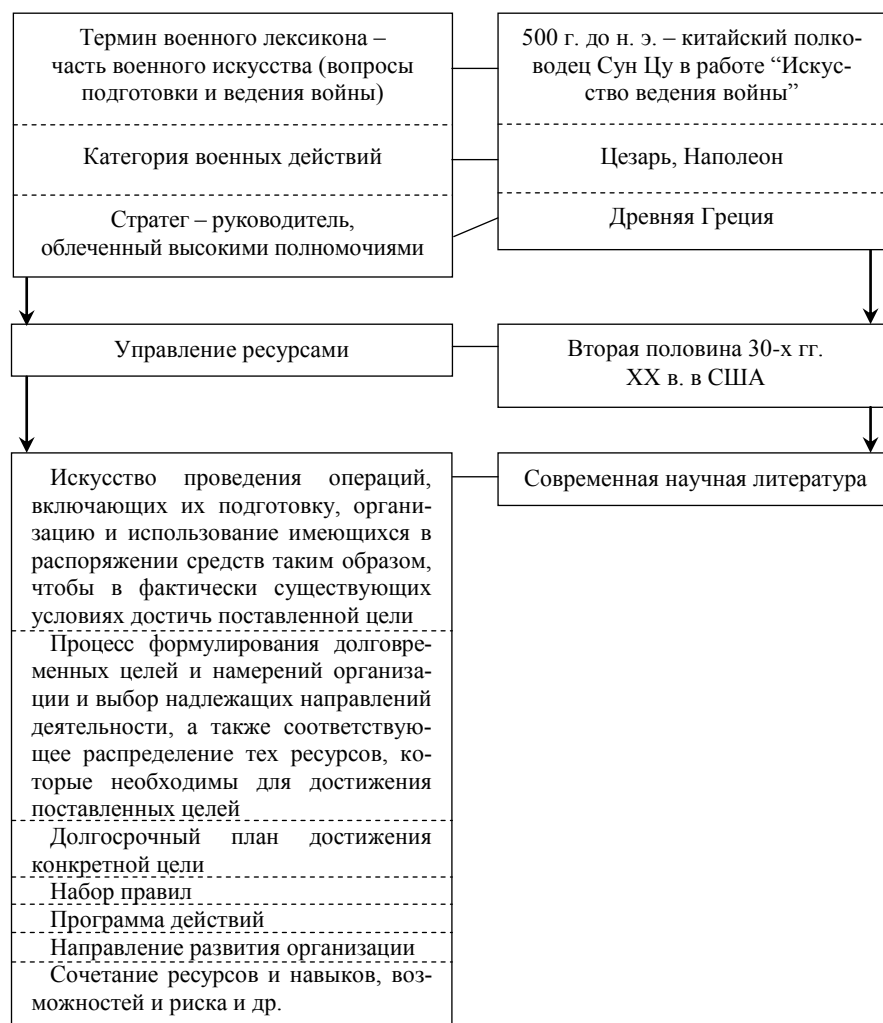 Термин военного лексикона –
часть военного искусства (вопросы
подготовки и ведения войны)
500 г. до н. э. – китайский полко-
водец Сун Цу в работе “Искус-
ство ведения войны”
Категория военных действий
Цезарь, Наполеон
Стратег – руководитель,
облеченный высокими полномочиями
Древняя Греция
Управление ресурсами
Вторая половина 30-х гг.
XX в. в США
Искусство проведения операций,
включающих их подготовку, органи-
зацию и использование имеющихся в
распоряжении средств таким образом,
чтобы в фактически существующих
условиях достичь поставленной цели
Современная научная литература
Процесс формулирования долговре-
менных целей и намерений организа-
ции и выбор надлежащих направлений
деятельности, а также соответствую-
щее распределение тех ресурсов, ко-
торые необходимы для достижения
поставленных целей
Долгосрочный план достижения
конкретной цели
Набор правил
Программа действий
Направление развития организации
Сочетание ресурсов и навыков, воз-
можностей и риска и др.